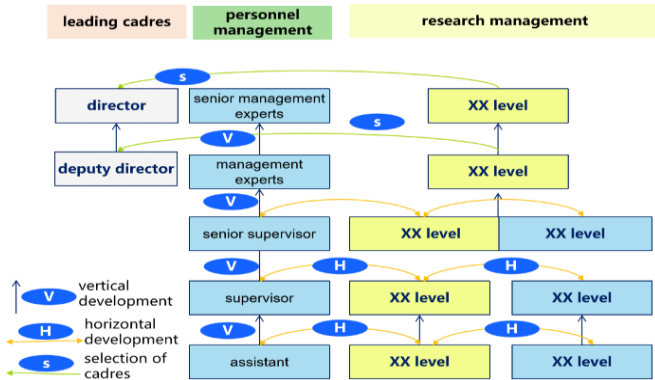 leading cadres
personnel
management
research management
s
director
senior management
experts
XX level
V
s
deputy director
management
experts
XX level
V
senior supervisor
XX level
XX level
V
H
H
V
vertical
development
supervisor
XX level
XX level
H
horizontal
development
V
H
H
s
selection of
cadres
assistant
XX level
XX level